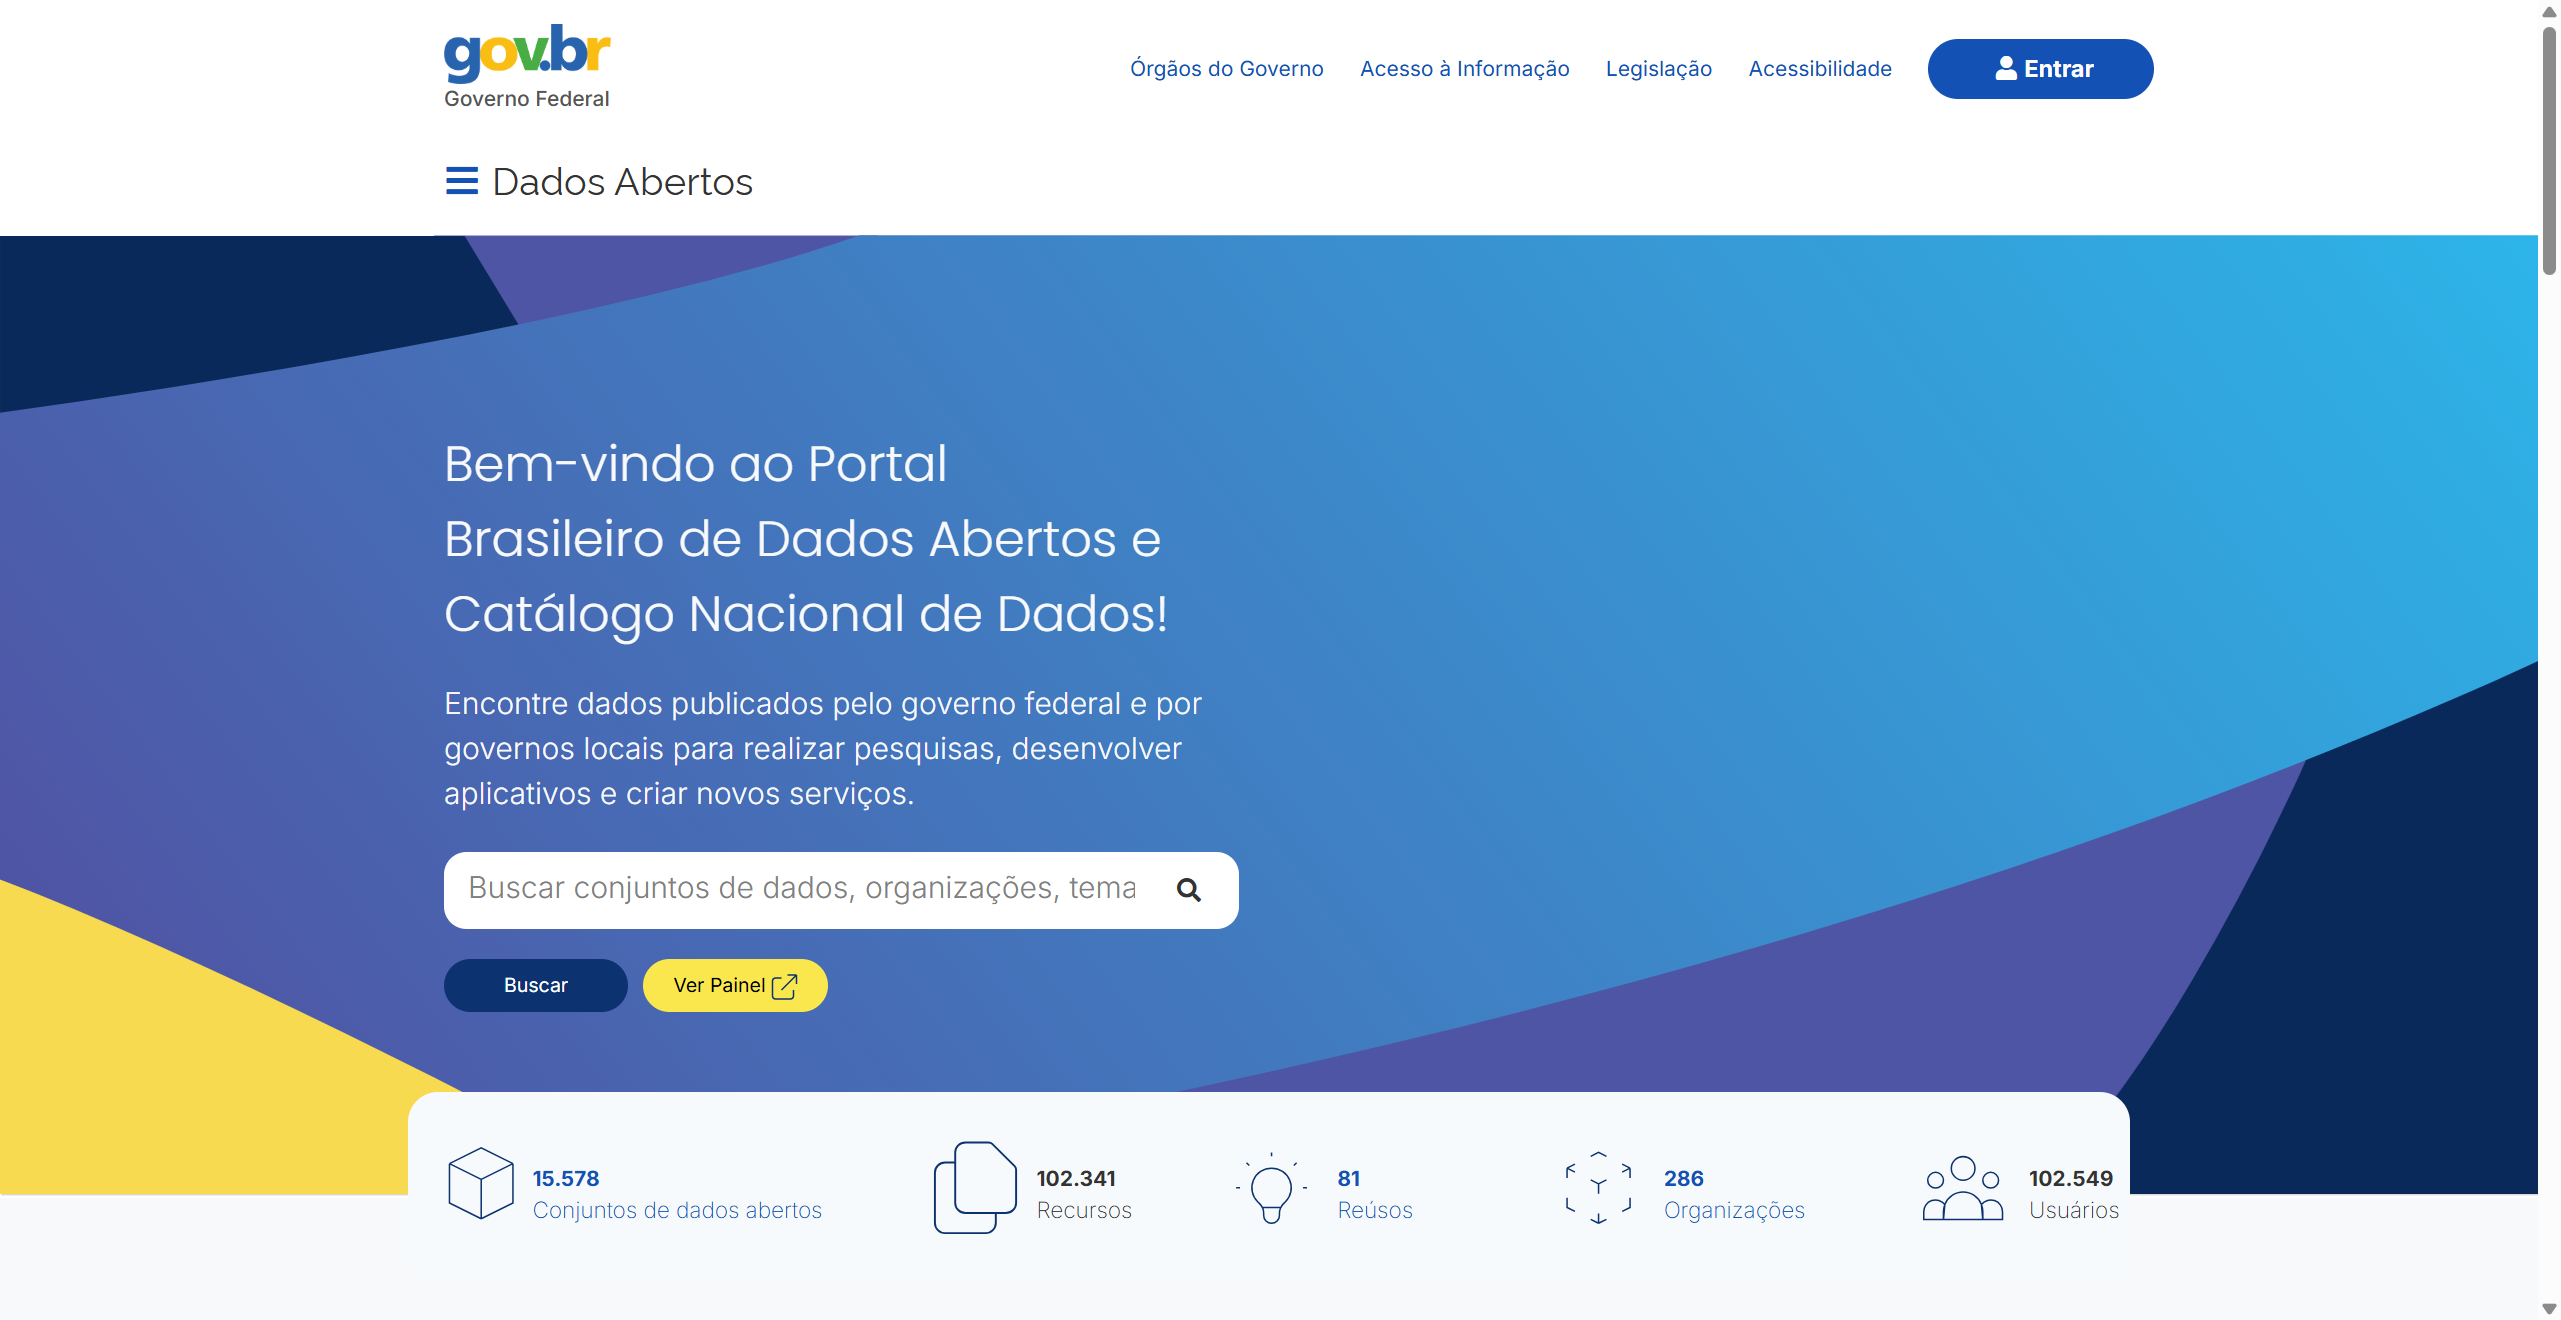 gov.br
Governo Federal
Órgãos do Governo
Acesso à Informação
Legislação
Acessibilidade
Entrar
Dados Abertos
Bem-vindo ao Portal
Brasileiro de Dados Abertos e
Catálogo Nacional de Dados!
Encontre dados publicados pelo governo federal e por
governos locais para realizar pesquisas, desenvolver
aplicativos e criar novos serviços.
Buscar conjuntos de dados, organizações, tema
Buscar
Ver Painel
15.578
Conjuntos de dados abertos
102.341
Recursos
81
Reúsos
286
Organizações
102.549
Usuários